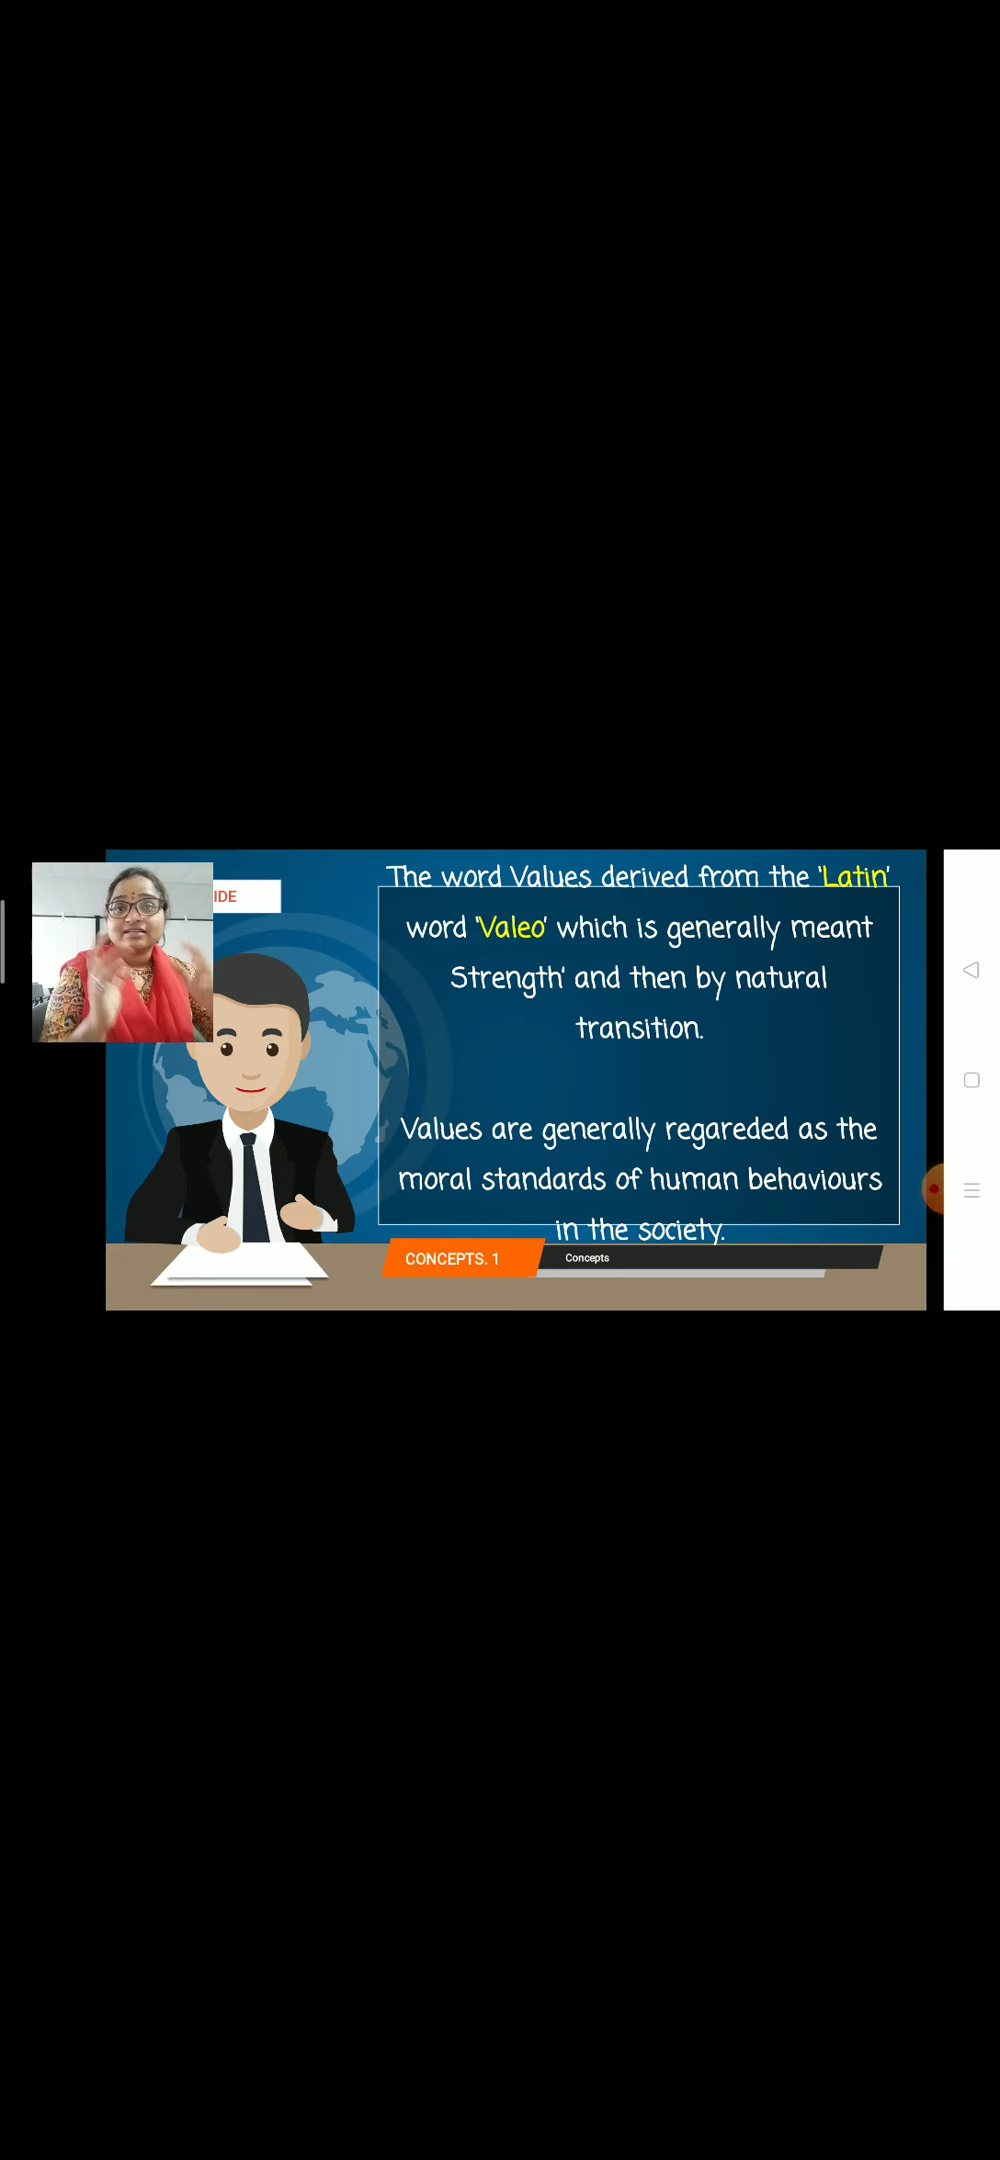 IDE
The word Values derived from the 'Latin'
word 'Valeo' which is generally meant
Strength' and then by natural
transition.
Values are generally regareded as the
moral standards of human behaviours
in the society.
CONCEPTS. 1
Concepts